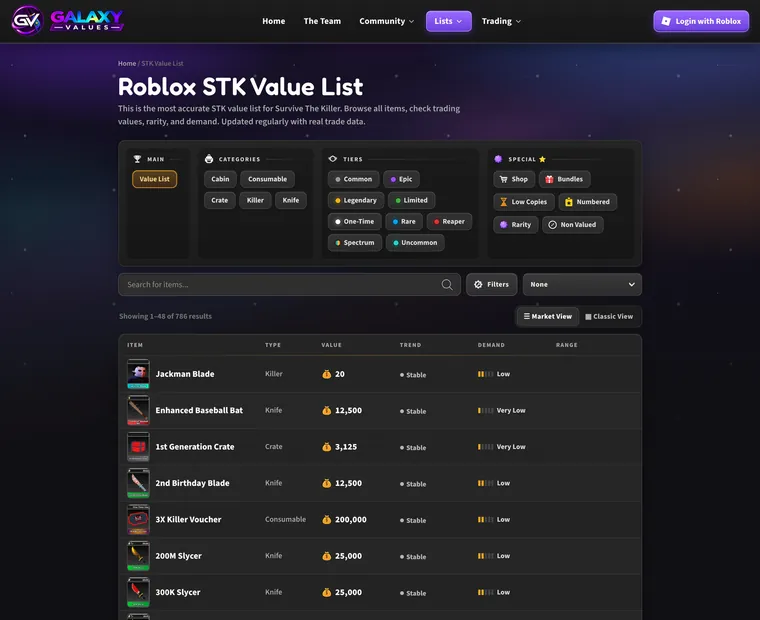 GV GALAXY
VALUES
Home The Team Community Lists Trading Login with Roblox
Home / STK Value List
Roblox STK Value List
This is the most accurate STK value list for Survive The Killer. Browse all items, check trading
values, rarity, and demand. Updated regularly with real trade data.
MAIN
Value List
CATEGORIES
Cabin Consumable
Crate Killer Knife
TIERS
Common Epic
Legendary Limited
One-Time Rare Reaper
Spectrum Uncommon
SPECIAL
Shop Bundles
Low Copies Numbered
Rarity Non Valued
Search for items... Filters None
Showing 1–48 of 786 results Market View Classic View
ITEM TYPE VALUE TREND DEMAND RANGE
Jackman Blade Killer 20 Stable Low
Enhanced Baseball Bat Knife 12,500 Stable Very Low
1st Generation Crate Crate 3,125 Stable Very Low
2nd Birthday Blade Knife 12,500 Stable Low
3X Killer Voucher Consumable 200,000 Stable Low
200M Slycer Knife 25,000 Stable Low
300K Slycer Knife 25,000 Stable Low